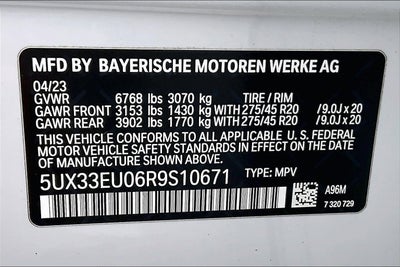 MFD BY BAYERISCHE MOTOREN WERKE AG
04/23
GVWR 6768 lbs 3070 kg TIRE / RIM
GAWR FRONT 3153 lbs 1430 kg WITH 275/45 R20 /9.0J x 20
GAWR REAR 3902 lbs 1770 kg WITH 275/45 R20 /9.0J x 20
THIS VEHICLE CONFORMS TO ALL APPLICABLE U. S. FEDERAL
MOTOR VEHICLE SAFETY STANDARDS IN EFFECT ON THE
DATE OF MANUFACTURE SHOWN ABOVE.
5UX33EU06R9S10671 TYPE: MPV
A96M
7 320 729